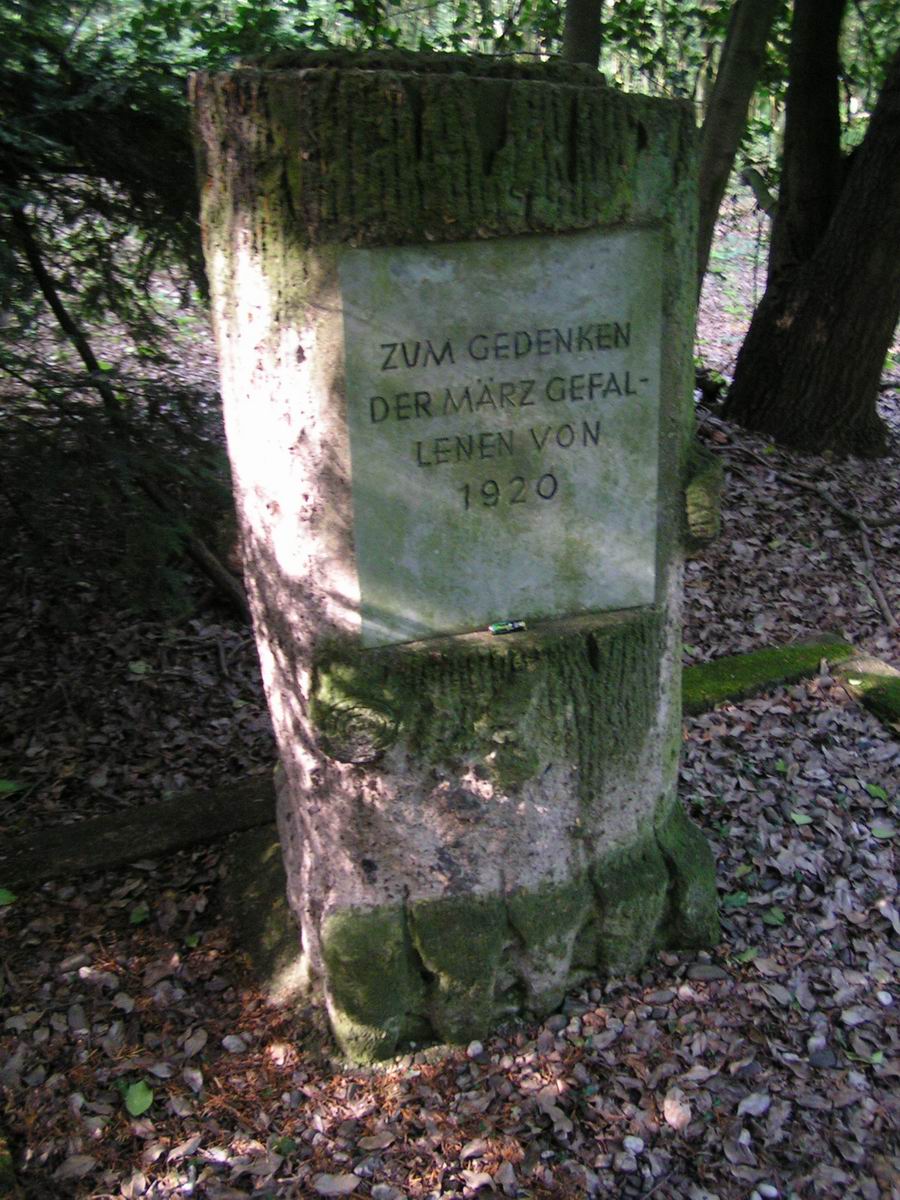 ZUM GEDENKEN
DER MÄRZ GEFAL-
LENEN VON
1920